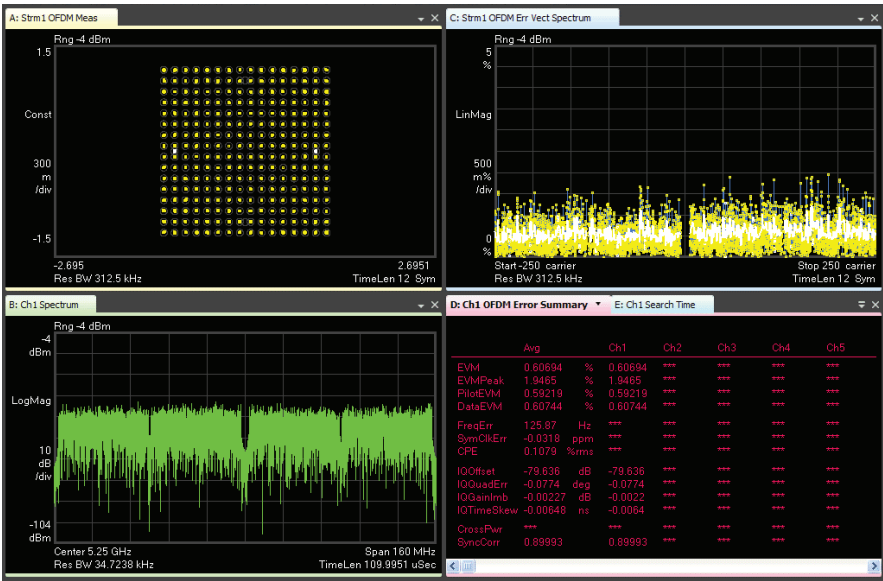 A: Strm1 OFDM Meas
Rng -4 dBm
1.5
Const
300
m
/div
-1.5
-2.695
2.6951
Res BW 312.5 kHz
TimeLen 12 Sym
C: Strm1 OFDM Err Vect Spectrum
Rng -4 dBm
5
%
LinMag
500
m%
/div
0
%
Start -250 carrier
Stop 250 carrier
Res BW 312.5 kHz
TimeLen 12 Sym
B: Ch1 Spectrum
Rng -4 dBm
-4
dBm
LogMag
10
dB
/div
-104
dBm
Center 5.25 GHz
Span 160 MHz
Res BW 34.7238 kHz
TimeLen 109.9951 uSec
D: Ch1 OFDM Error Summary
E: Ch1 Search Time
Avg Ch1 Ch2 Ch3 Ch4 Ch5
EVM 0.60694 % 0.60694 *** *** *** ***
EVMPeak 1.9465 % 1.9465 *** *** *** ***
PilotEVM 0.59219 % 0.59219 *** *** *** ***
DataEVM 0.60744 % 0.60744 *** *** *** ***
FreqErr 125.87 Hz *** *** *** *** ***
SymClkErr -0.0318 ppm *** *** *** *** ***
CPE 0.1079 %rms *** *** *** *** ***
IQOffset -79.636 dB -79.636 *** *** *** ***
IQQuadErr -0.0774 deg -0.0774 *** *** *** ***
IQGainImb -0.00227 dB -0.0022 *** *** *** ***
IQTimeSkew -0.00648 ns -0.0064 *** *** *** ***
CrossPwr *** *** *** *** *** ***
SyncCorr 0.89993 0.89993 *** *** *** ***